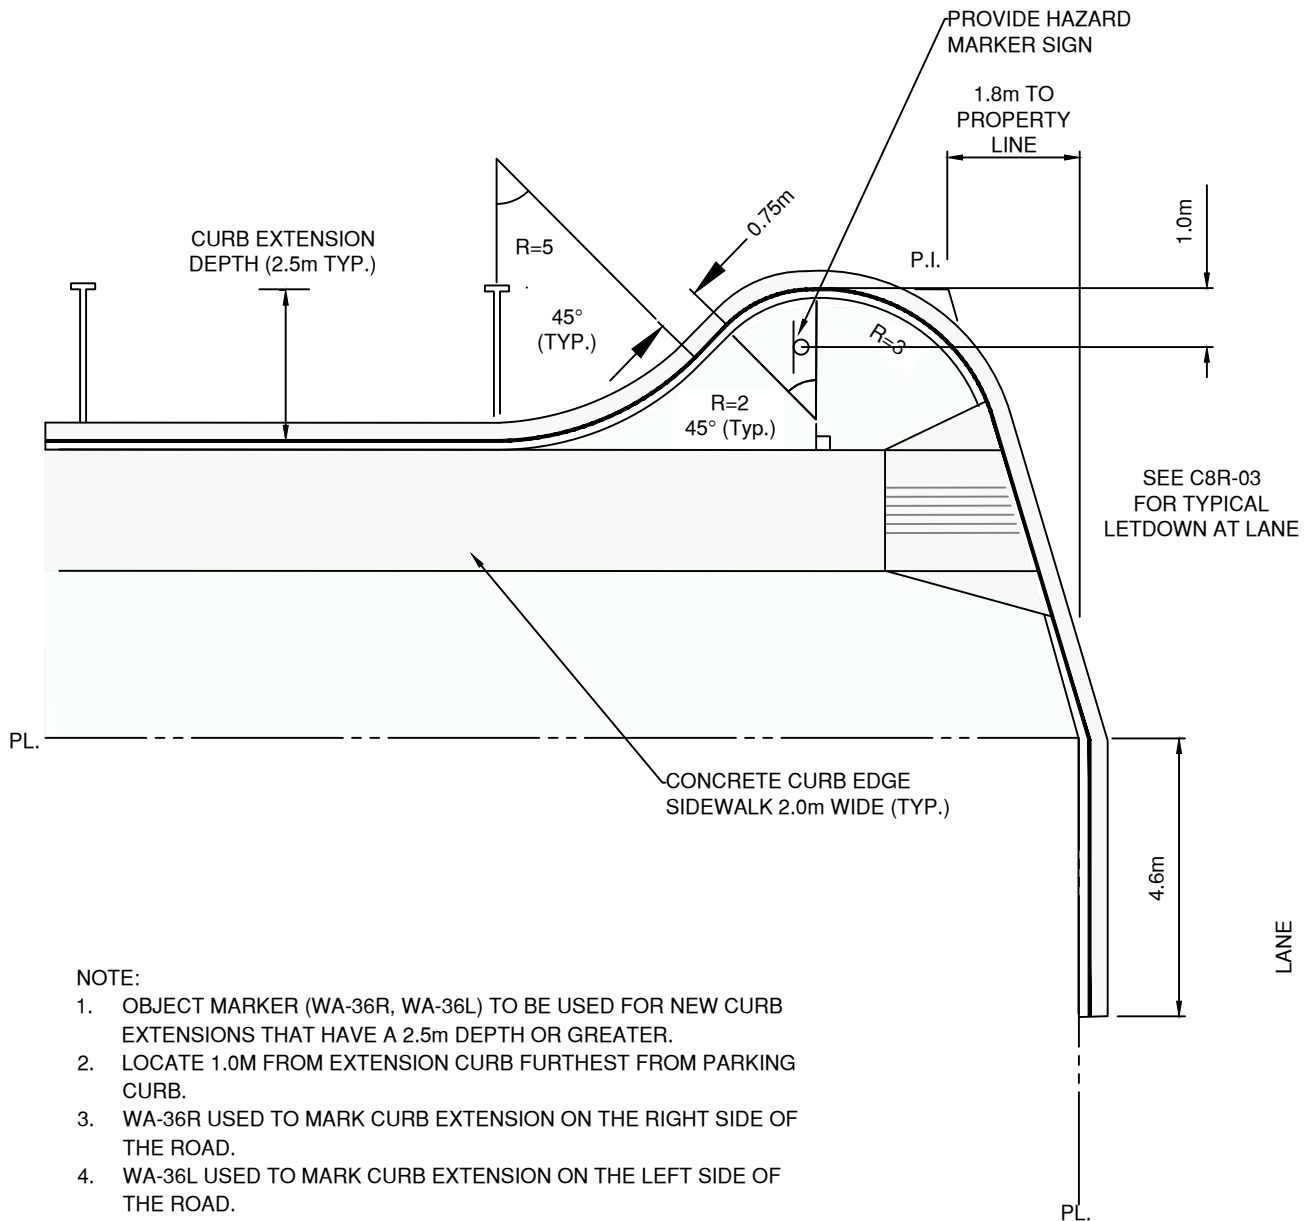 PROVIDE HAZARD
MARKER SIGN
1.8m TO
PROPERTY
LINE
0.75m
1.0m
CURB EXTENSION
DEPTH (2.5m TYP.)
R=5
P.I.
45°
(TYP.)
R=3
R=2
45° (Typ.)
SEE C8R-03
FOR TYPICAL
LETDOWN AT LANE
PL.
CONCRETE CURB EDGE
SIDEWALK 2.0m WIDE (TYP.)
4.6m
LANE
NOTE:
1. OBJECT MARKER (WA-36R, WA-36L) TO BE USED FOR NEW CURB
EXTENSIONS THAT HAVE A 2.5m DEPTH OR GREATER.
2. LOCATE 1.0M FROM EXTENSION CURB FURTHEST FROM PARKING
CURB.
3. WA-36R USED TO MARK CURB EXTENSION ON THE RIGHT SIDE OF
THE ROAD.
4. WA-36L USED TO MARK CURB EXTENSION ON THE LEFT SIDE OF
THE ROAD.
PL.